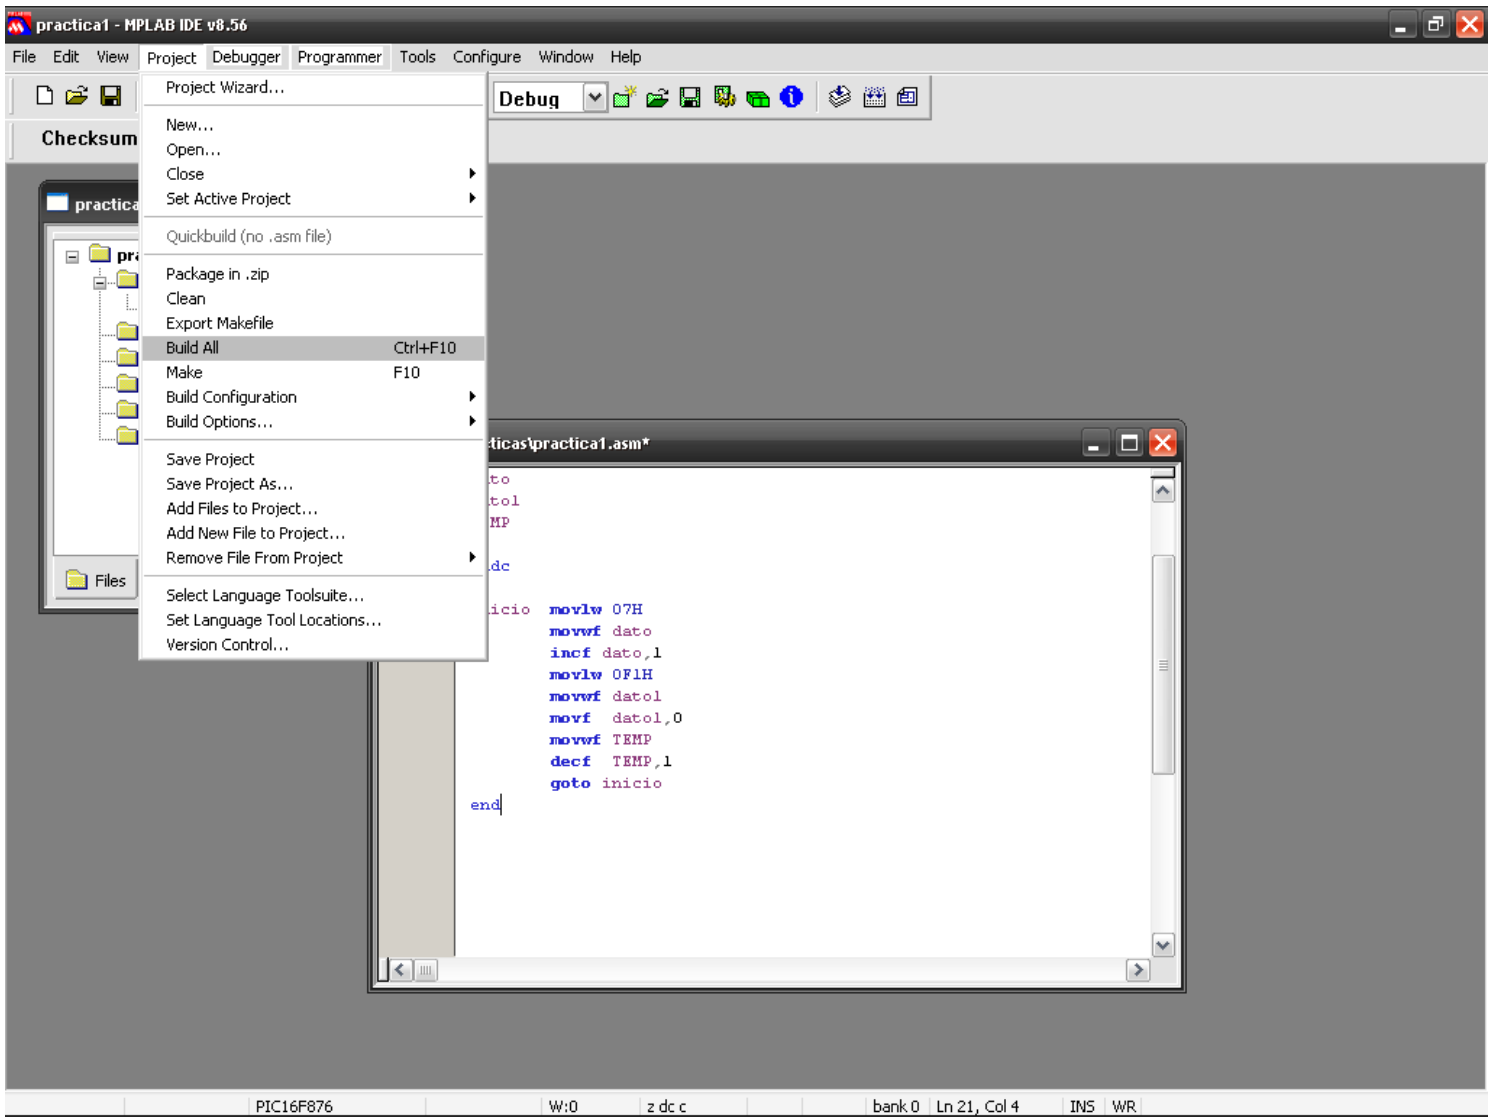 practica1 - MPLAB IDE v8.56
File Edit View Project Debugger Programmer Tools Configure Window Help
Debug
Checksum
Project Wizard...
New...
Open...
Close
Set Active Project
Quickbuild (no .asm file)
Package in .zip
Clean
Export Makefile
Build All Ctrl+F10
Make F10
Build Configuration
Build Options...
Save Project
Save Project As...
Add Files to Project...
Add New File to Project...
Remove File From Project
Select Language Toolsuite...
Set Language Tool Locations...
Version Control...
practica
pra
Files
ticas\practica1.asm*
to
to1
MP
dc
icio movlw 07H
movwf dato
incf dato,1
movlw 0F1H
movwf dato1
movf dato1,0
movwf TEMP
decf TEMP,1
goto inicio
end
PIC16F876 W:0 z dc c bank 0 Ln 21, Col 4 INS WR